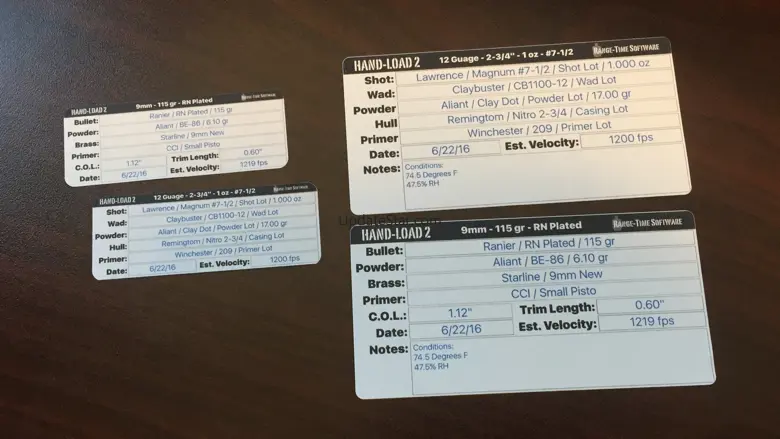 HAND-LOAD 2 9mm - 115 gr - RN Plated RANGE-TIME SOFTWARE
Bullet: Ranier / RN Plated / 115 gr
Powder: Aliant / BE-86 / 6.10 gr
Brass: Starline / 9mm New
Primer: CCI / Small Pisto
C.O.L.: 1.12" Trim Length: 0.60"
Date: 6/22/16 Est. Velocity: 1219 fps
HAND-LOAD 2 12 Guage - 2-3/4" - 1 oz - #7-1/2 RANGE-TIME SOFTWARE
Shot: Lawrence / Magnum #7-1/2 / Shot Lot / 1.000 oz
Wad: Claybuster / CB1100-12 / Wad Lot
Powder: Aliant / Clay Dot / Powder Lot / 17.00 gr
Hull: Remington / Nitro 2-3/4 / Casing Lot
Primer: Winchester / 209 / Primer Lot
Date: 6/22/16 Est. Velocity: 1200 fps
HAND-LOAD 2 12 Guage - 2-3/4" - 1 oz - #7-1/2 RANGE-TIME SOFTWARE
Shot: Lawrence / Magnum #7-1/2 / Shot Lot / 1.000 oz
Wad: Claybuster / CB1100-12 / Wad Lot
Powder Aliant / Clay Dot / Powder Lot / 17.00 gr
Hull Remington / Nitro 2-3/4 / Casing Lot
Primer Winchester / 209 / Primer Lot
Date: 6/22/16 Est. Velocity: 1200 fps
Notes: Conditions:
74.5 Degrees F
47.5% RH
UpdateStar.com
HAND-LOAD 2 9mm - 115 gr - RN Plated RANGE-TIME SOFTWARE
Bullet: Ranier / RN Plated / 115 gr
Powder: Aliant / BE-86 / 6.10 gr
Brass: Starline / 9mm New
Primer: CCI / Small Pisto
C.O.L.: 1.12" Trim Length: 0.60"
Date: 6/22/16 Est. Velocity: 1219 fps
Notes: Conditions:
74.5 Degrees F
47.5% RH